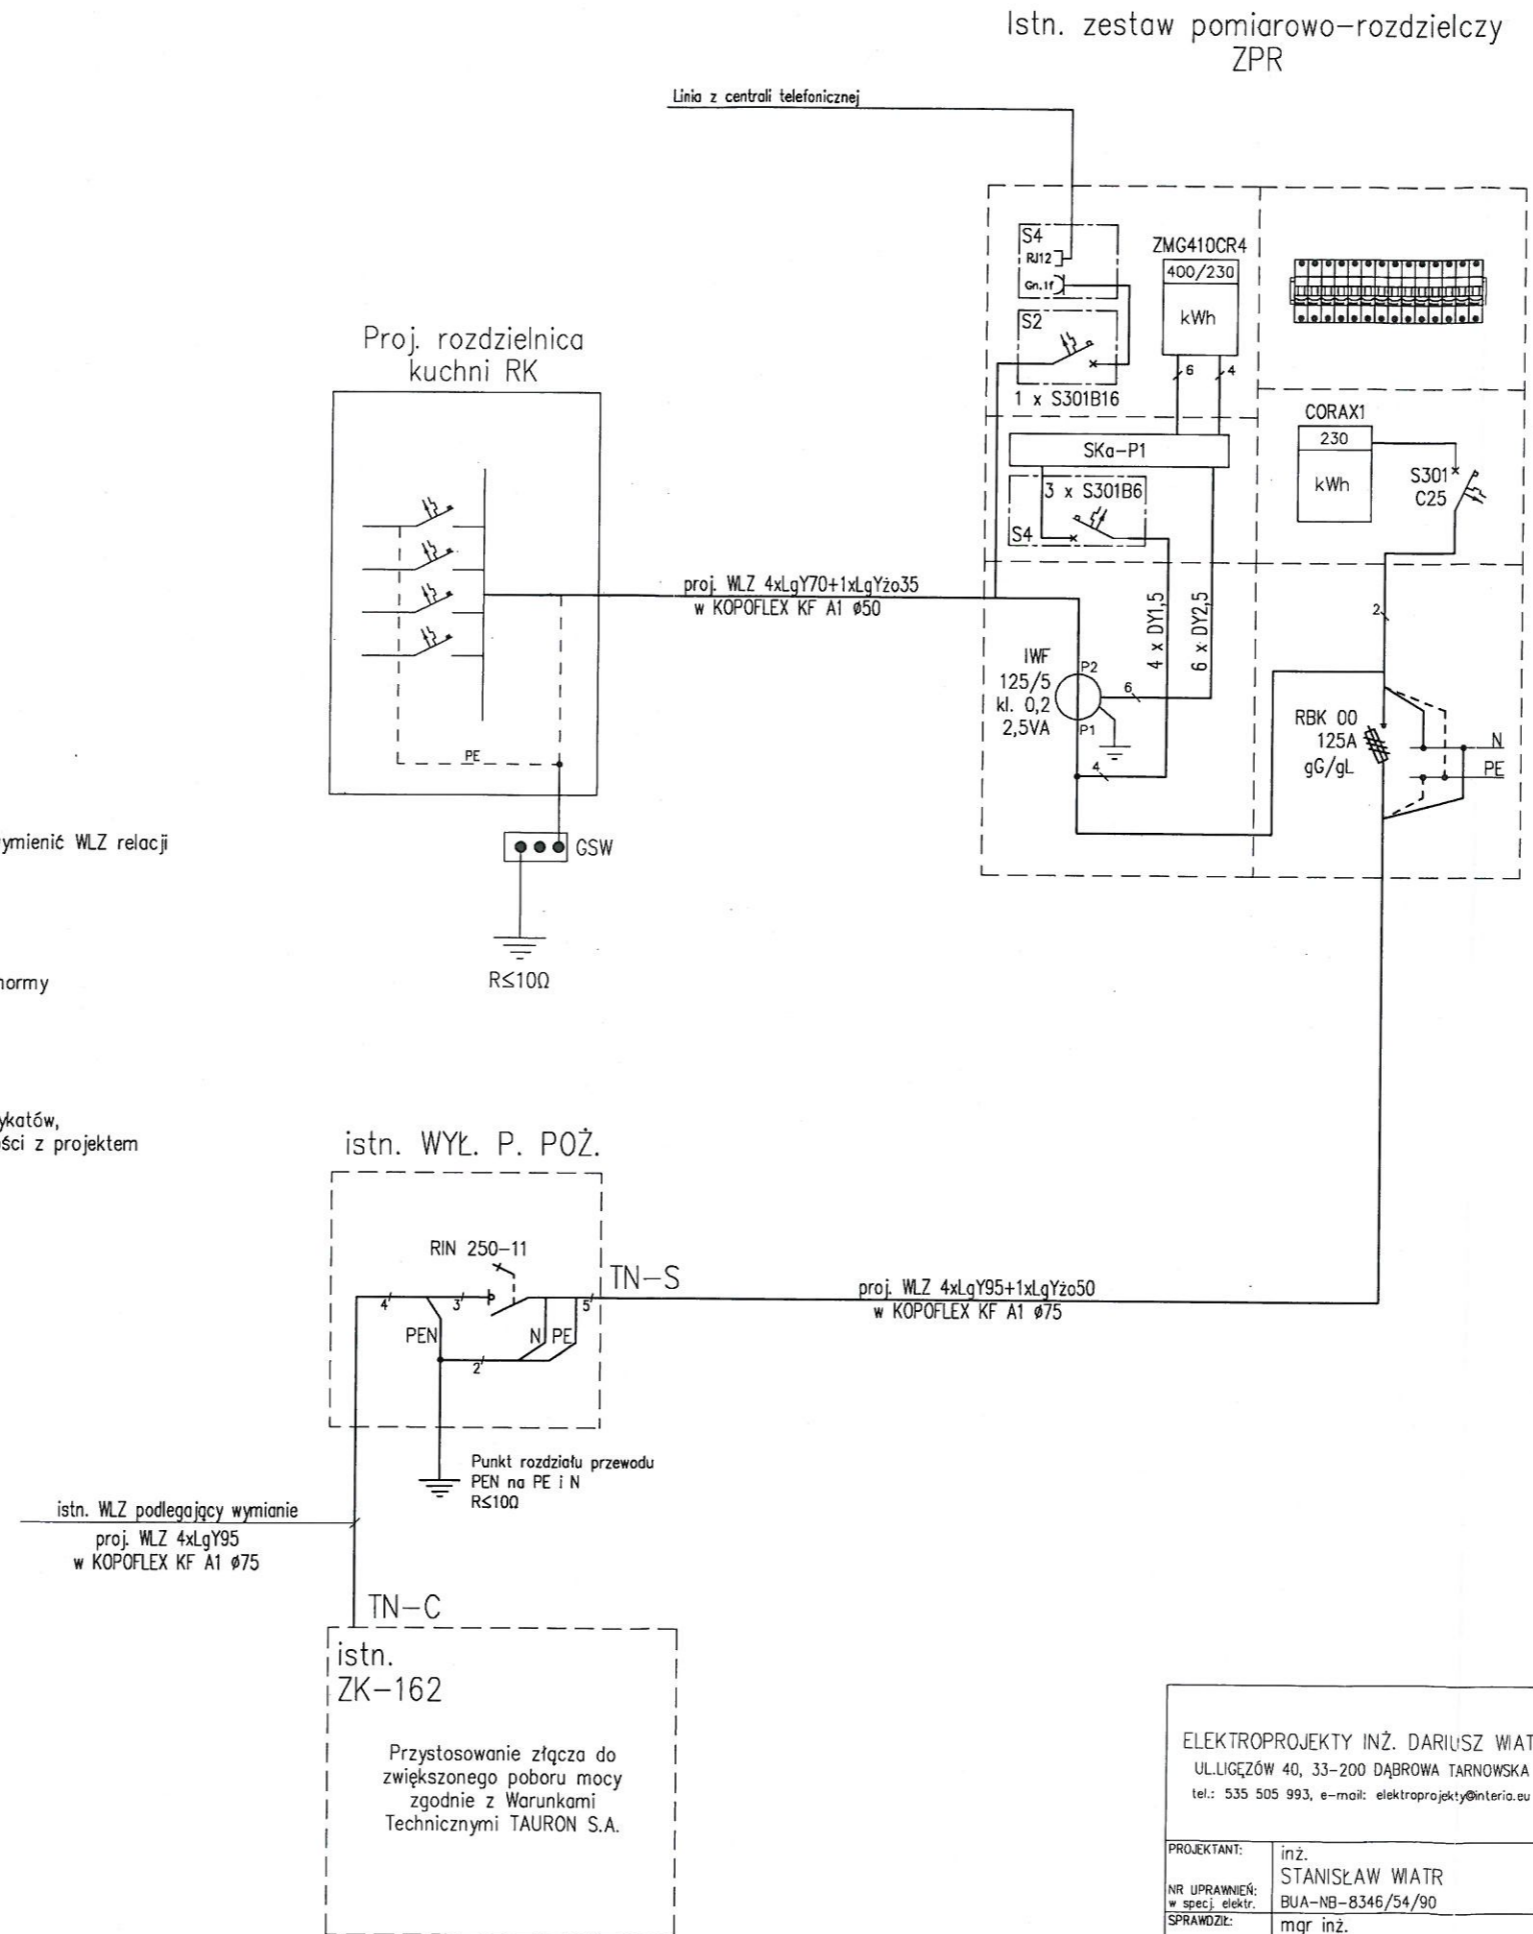 Istn. zestaw pomiarowo-rozdzielczy
ZPR
Linia z centrali telefonicznej
S4
RJ12
Gn.1f
S2
1 x S301B16
ZMG410CR4
400/230
kWh
6
4
SKa-P1
3 x S301B6
S4
CORAX1
230
kWh
S301
C25
Proj. rozdzielnica
kuchni RK
PE
GSW
R≤10Ω
proj. WLZ 4xLgY70+1xLgYżo35
w KOPOFLEX KF A1 ø50
4 x DY1,5
6 x DY2,5
IWF
125/5
kl. 0,2
2,5VA
P2
P1
6
4
2
RBK 00
125A
gG/gL
N
PE
ymienić WLZ relacji
normy
ykatów,
ści z projektem
istn. WYŁ. P. POŻ.
RIN 250-11
4
3
5
PEN
N
PE
2
TN-S
proj. WLZ 4xLgY95+1xLgYżo50
w KOPOFLEX KF A1 ø75
Punkt rozdziału przewodu
PEN na PE i N
R≤10Ω
istn. WLZ podlegający wymianie
proj. WLZ 4xLgY95
w KOPOFLEX KF A1 ø75
TN-C
istn.
ZK-162
Przystosowanie złącza do
zwiększonego poboru mocy
zgodnie z Warunkami
Technicznymi TAURON S.A.
ELEKTROPROJEKTY INŻ. DARIUSZ WIAT
UL.LIGĘZÓW 40, 33-200 DĄBROWA TARNOWSKA
tel.: 535 505 993, e-mail: elektroprojekty@interia.eu
PROJEKTANT:
inż.
STANISŁAW WIATR
NR UPRAWNIEŃ:
w specj. elektr.
BUA-NB-8346/54/90
SPRAWDZIŁ:
mgr inż.